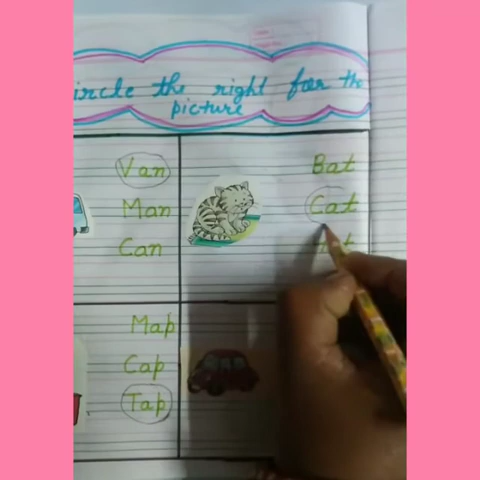 ircle the right for the
picture
Van
Man
Can
Bat
Cat
Map
Cap
Tap